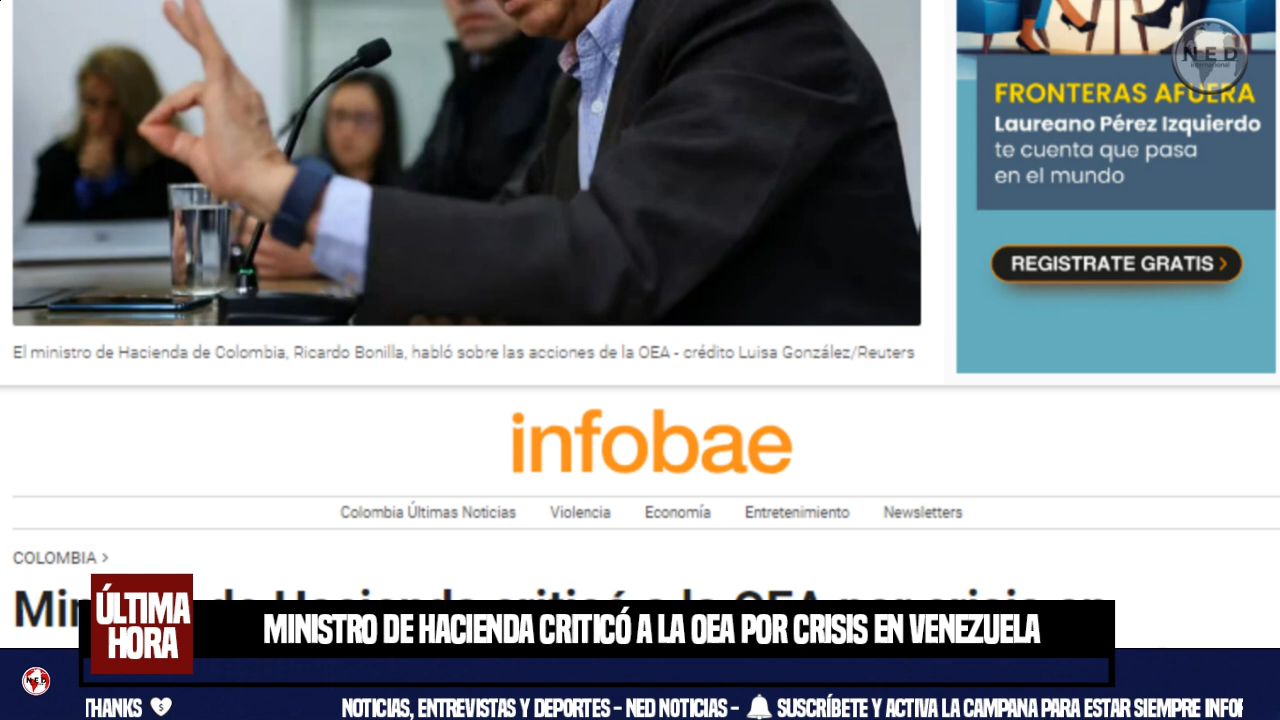 NED
international
FRONTERAS AFUERA
Laureano Pérez Izquierdo
te cuenta que pasa
en el mundo
REGISTRATE GRATIS >
El ministro de Hacienda de Colombia, Ricardo Bonilla, habló sobre las acciones de la OEA - crédito Luisa González/Reuters
infobae
Colombia Últimas Noticias Violencia Economía Entretenimiento Newsletters
COLOMBIA >
ÚLTIMA
HORA
MINISTRO DE HACIENDA CRITICÓ A LA OEA POR CRISIS EN VENEZUELA
NED
THANKS
NOTICIAS, ENTREVISTAS Y DEPORTES - NED NOTICIAS - SUSCRÍBETE Y ACTIVA LA CAMPANA PARA ESTAR SIEMPRE